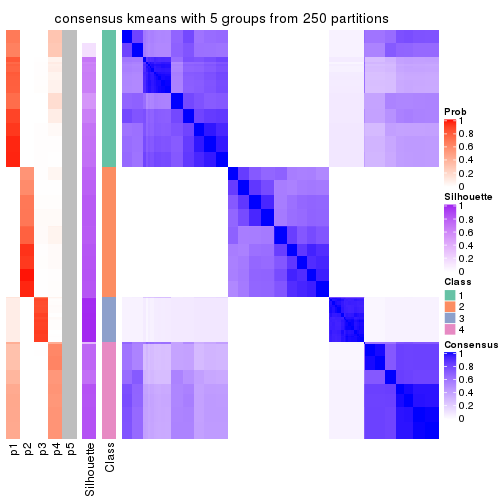 consensus kmeans with 5 groups from 250 partitions
Prob
1
0.8
0.6
0.4
0.2
0
Silhouette
1
0.8
0.6
0.4
0.2
0
Class
1
2
3
4
Consensus
1
0.8
0.6
0.4
0.2
0
p1
p2
p3
p4
p5
Silhouette
Class